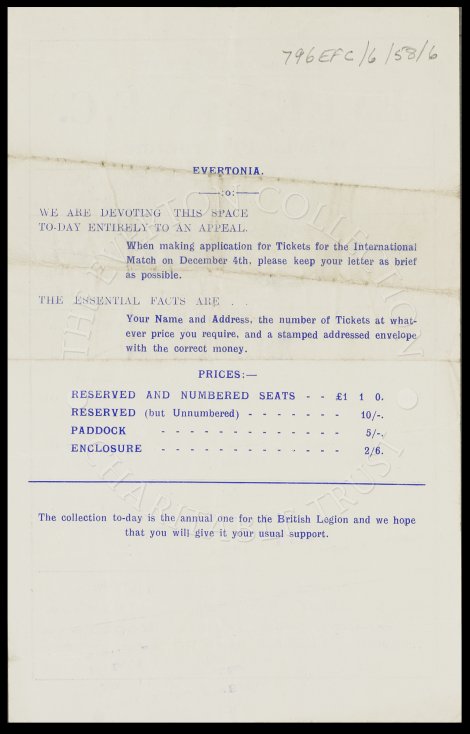 796EFC/6/58/6
EVERTONIA.
—:o:—
WE ARE DEVOTING THIS SPACE
TO-DAY ENTIRELY TO AN APPEAL.
When making application for Tickets for the International
Match on December 4th, please keep your letter as brief
as possible.
THE ESSENTIAL FACTS ARE . . .
Your Name and Address, the number of Tickets at what-
ever price you require, and a stamped addressed envelope
with the correct money.
PRICES:—
RESERVED AND NUMBERED SEATS - - £1 1 0.
RESERVED (but Unnumbered) - - - - - - - 10/-.
PADDOCK - - - - - - - - - - - - - 5/-.
ENCLOSURE - - - - - - - - - - - - - 2/6.
The collection to-day is the annual one for the British Legion and we hope
that you will give it your usual support.
THE EVERTON COLLECTION
CHARITABLE TRUST